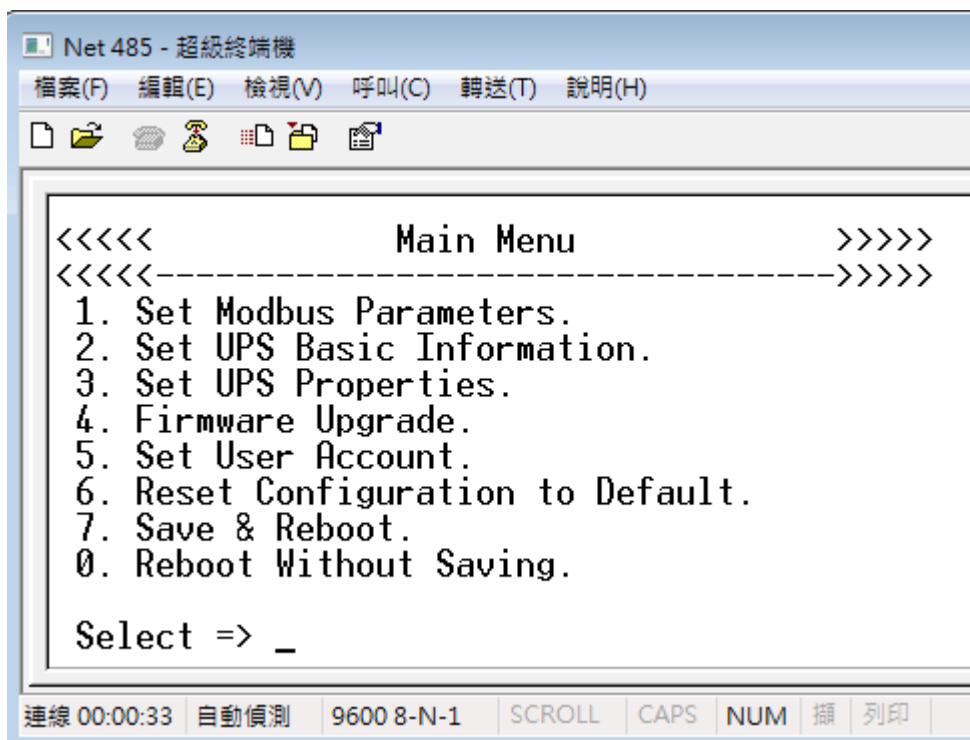 Net 485 - 超級終端機
檔案(F) 編輯(E) 檢視(V) 呼叫(C) 轉送(T) 說明(H)
<<<<< Main Menu >>>>>
<<<<<---------------------------------->>>>>
1. Set Modbus Parameters.
2. Set UPS Basic Information.
3. Set UPS Properties.
4. Firmware Upgrade.
5. Set User Account.
6. Reset Configuration to Default.
7. Save & Reboot.
0. Reboot Without Saving.
Select => _
連線 00:00:33 自動偵測 9600 8-N-1 SCROLL CAPS NUM 擷 列印